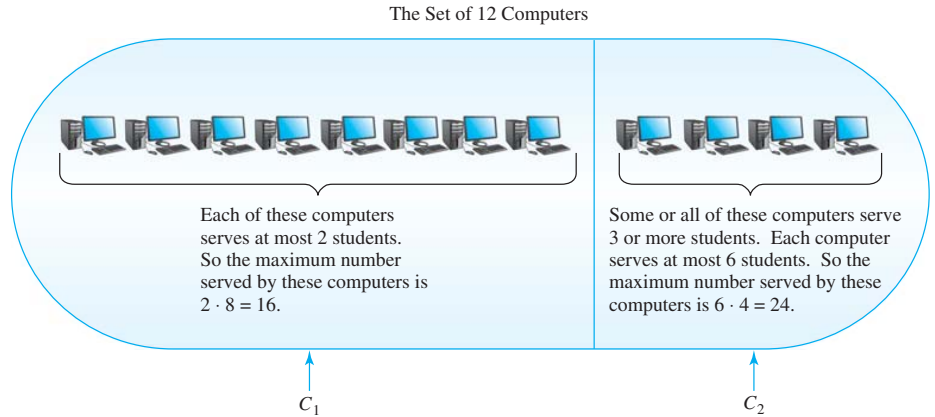 The Set of 12 Computers
Each of these computers
serves at most 2 students.
So the maximum number
served by these computers is
2 · 8 = 16.
Some or all of these computers serve
3 or more students. Each computer
serves at most 6 students. So the
maximum number served by these
computers is 6 · 4 = 24.
C₁
C₂